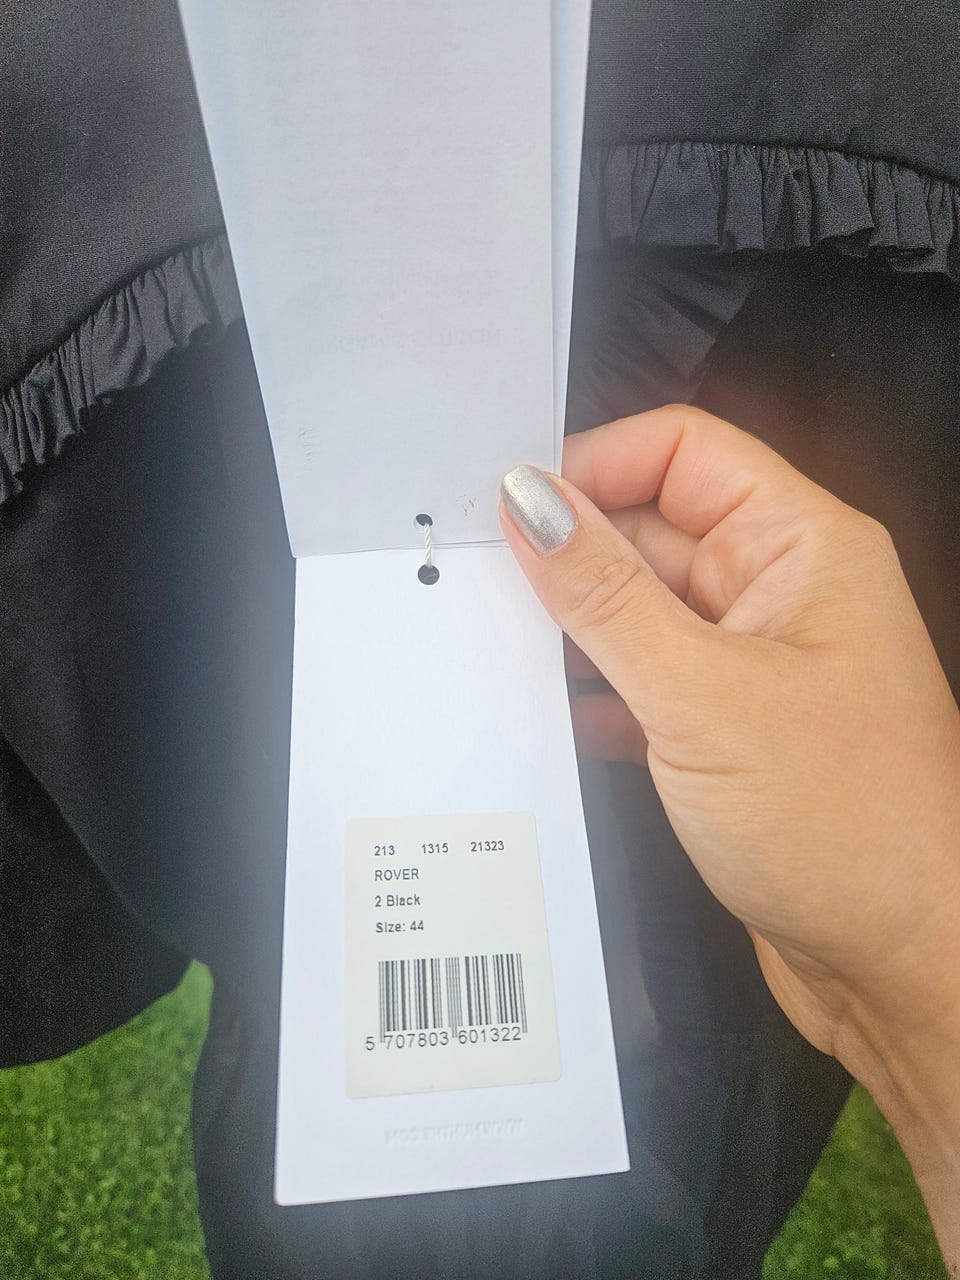 213 1315 21323
ROVER
2 Black
Size: 44
5 707803 601322